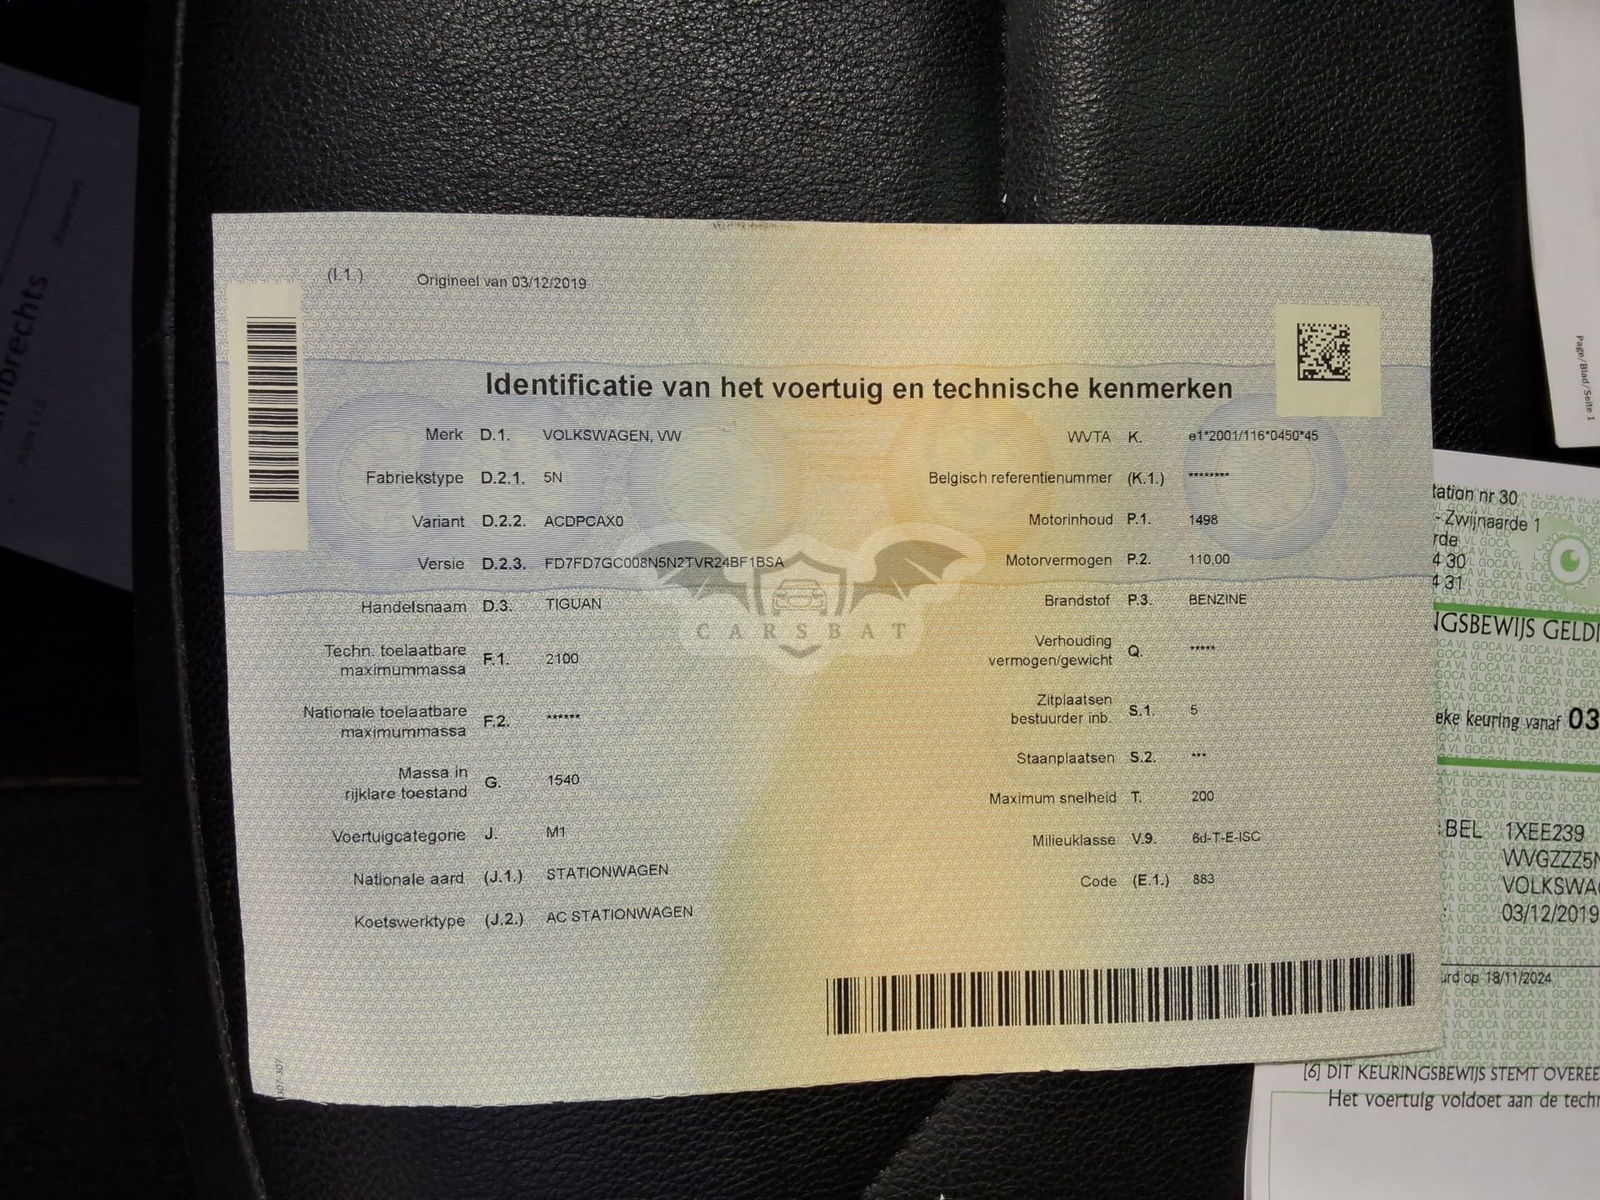 (I.1.) Origineel van 03/12/2019
Identificatie van het voertuig en technische kenmerken
Merk D.1. VOLKSWAGEN, VW
Fabriekstype D.2.1. 5N
Variant D.2.2. ACDPCAX0
Versie D.2.3. FD7FD7GC008N5N2TVR24BF1BSA
Handelsnaam D.3. TIGUAN
Techn. toelaatbare
maximummassa F.1. 2100
Nationale toelaatbare
maximummassa F.2. ******
Massa in
rijklare toestand G. 1540
Voertuigcategorie J. M1
Nationale aard (J.1.) STATIONWAGEN
Koetswerktype (J.2.) AC STATIONWAGEN
WVTA K. e1*2001/116*0450*45
Belgisch referentienummer (K.1.) ********
Motorinhoud P.1. 1498
Motorvermogen P.2. 110,00
Brandstof P.3. BENZINE
Verhouding
vermogen/gewicht Q. *****
Zitplaatsen
bestuurder inb. S.1. 5
Staanplaatsen S.2. ***
Maximum snelheid T. 200
Milieuklasse V.9. 6d-T-E-ISC
Code (E.1.) 883
CARSBAT
Page/Blad/Seite 1
tation nr 30
- Zwijnaarde 1
rde
4 30
4 31
NGSBEWIJS GELDI
eke keuring vanaf 03
BEL 1XEE239
WVGZZZ5N
VOLKSWA
03/12/2019
urd op 18/11/2024
[6] DIT KEURINGSBEWIJS STEMT OVEREE
Het voertuig voldoet aan de techn